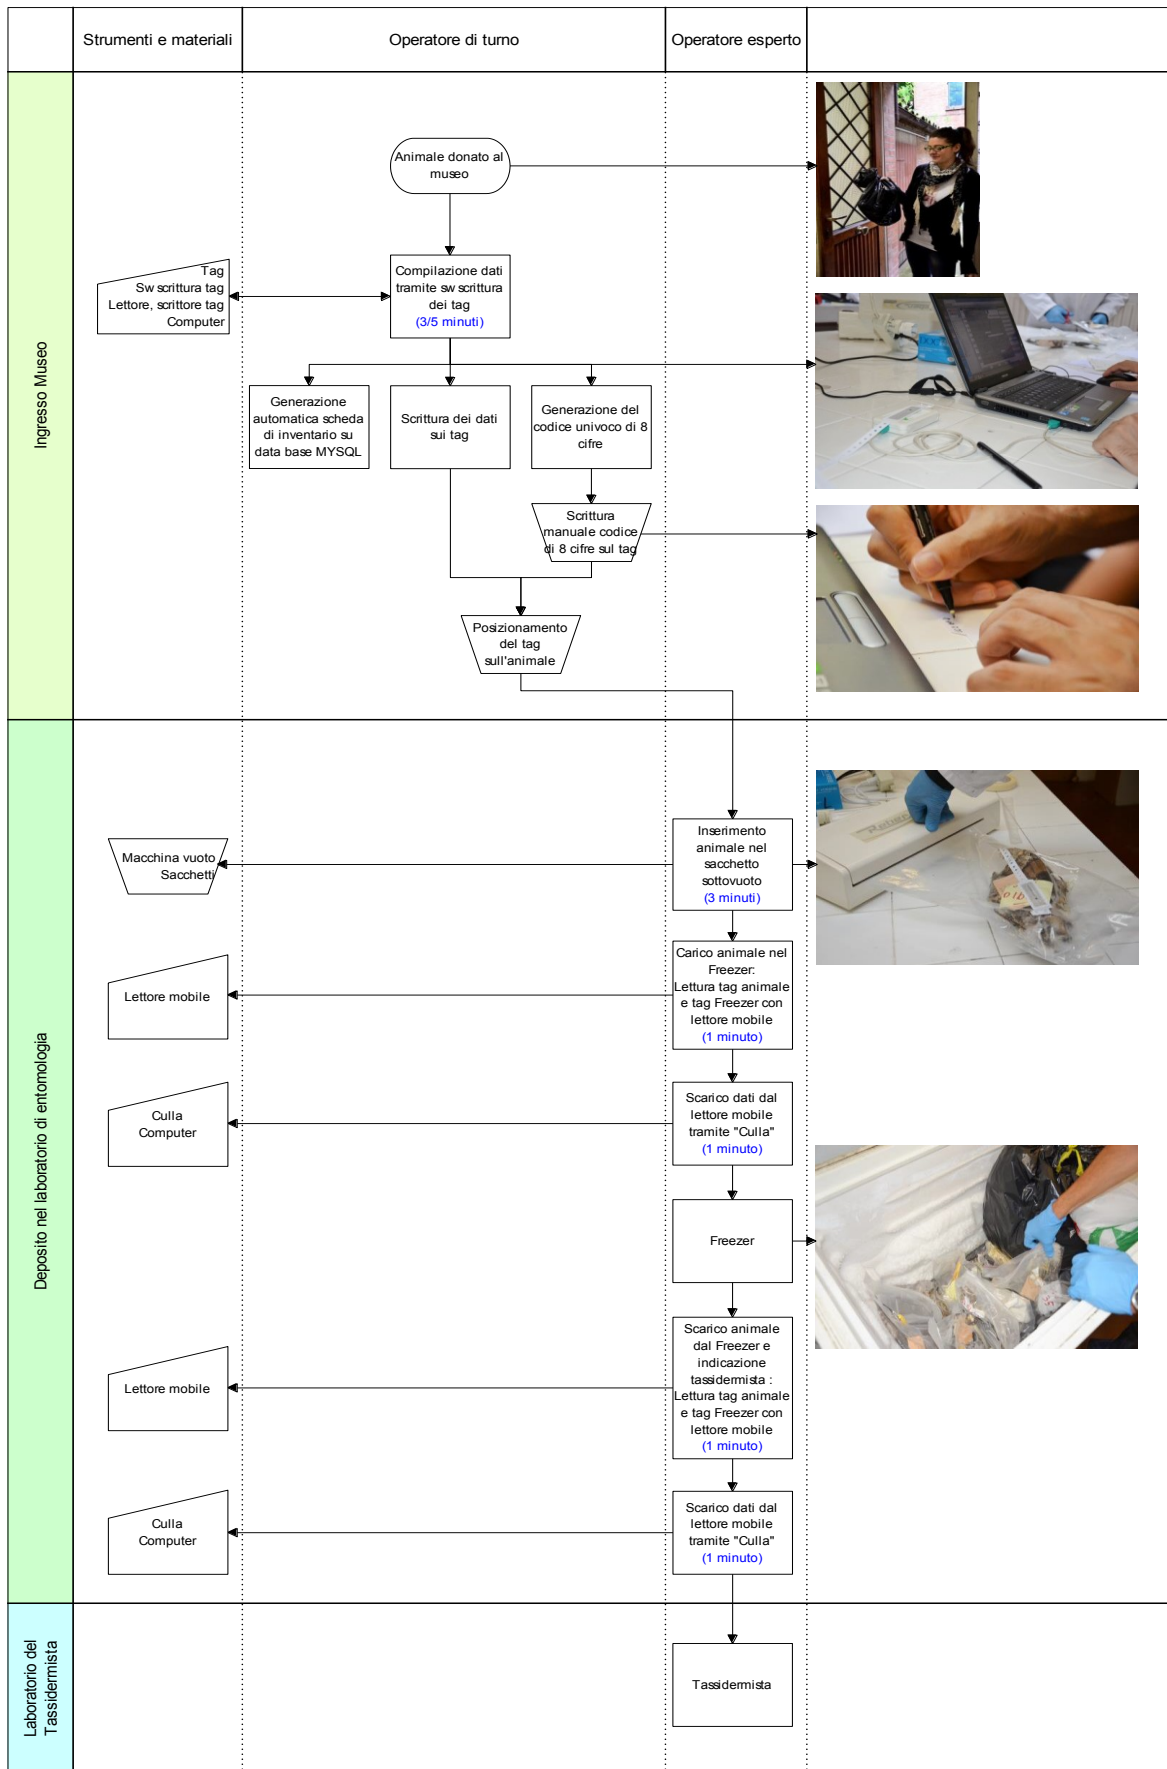 Strumenti e materiali
Operatore di turno
Operatore esperto
Ingresso Museo
Animale donato al
museo
Tag
Sw scrittura tag
Lettore, scrittore tag
Computer
Compilazione dati
tramite sw scrittura
dei tag
(3/5 minuti)
Generazione
automatica scheda
di inventario su
data base MYSQL
Scrittura dei dati
sui tag
Generazione del
codice univoco di 8
cifre
Scrittura
manuale codice
di 8 cifre sul tag
Posizionamento
del tag
sull'animale
Deposito nel laboratorio di entomologia
Macchina vuoto
Sacchetti
Inserimento
animale nel
sacchetto
sottovuoto
(3 minuti)
Lettore mobile
Carico animale nel
Freezer:
Lettura tag animale
e tag Freezer con
lettore mobile
(1 minuto)
Culla
Computer
Scarico dati dal
lettore mobile
tramite "Culla"
(1 minuto)
Freezer
Lettore mobile
Scarico animale
dal Freezer e
indicazione
tassidermista :
Lettura tag animale
e tag Freezer con
lettore mobile
(1 minuto)
Culla
Computer
Scarico dati dal
lettore mobile
tramite "Culla"
(1 minuto)
Laboratorio del
Tassidermista
Tassidermista